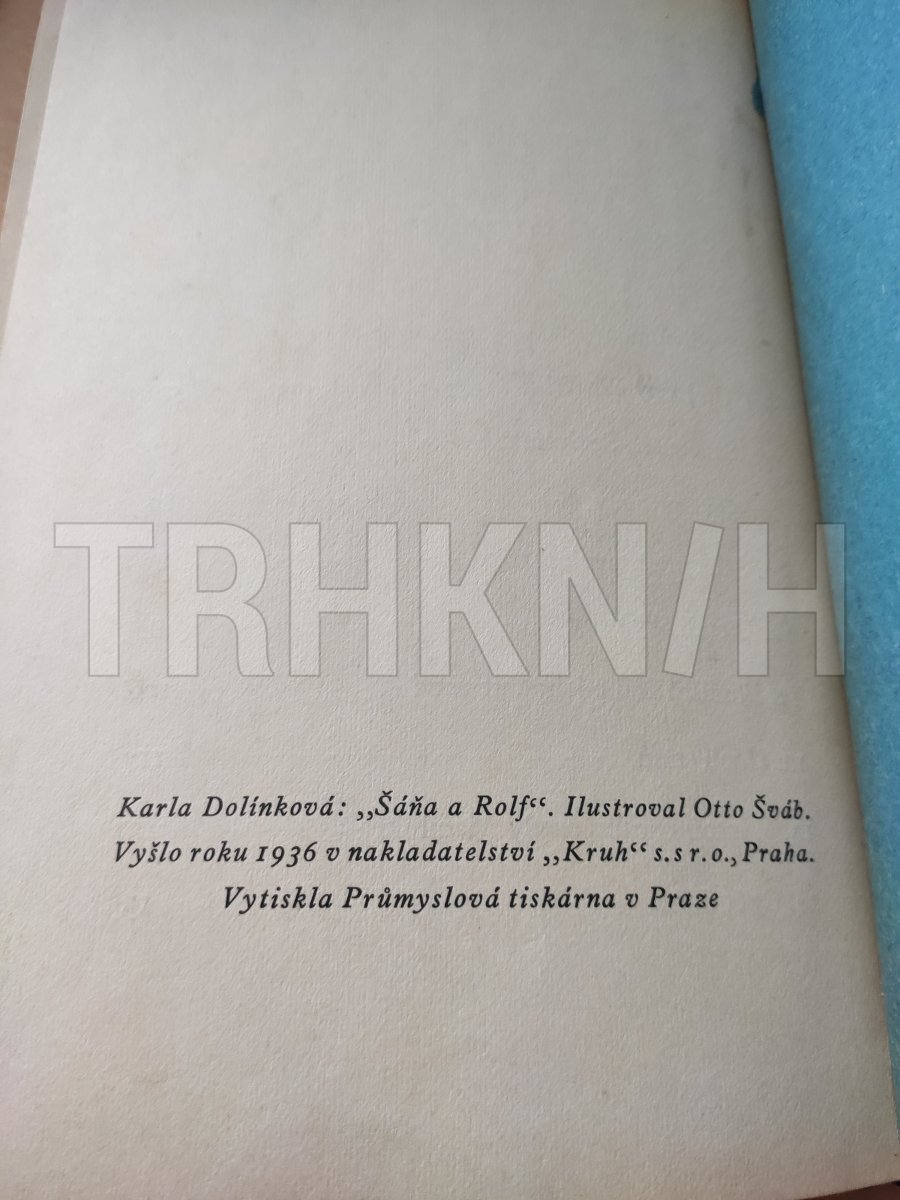 TRHKNIH
Karla Dolínková: „Šáňa a Rolf“. Ilustroval Otto Šváb.
Vyšlo roku 1936 v nakladatelství „Kruh“ s. s r. o., Praha.
Vytiskla Průmyslová tiskárna v Praze